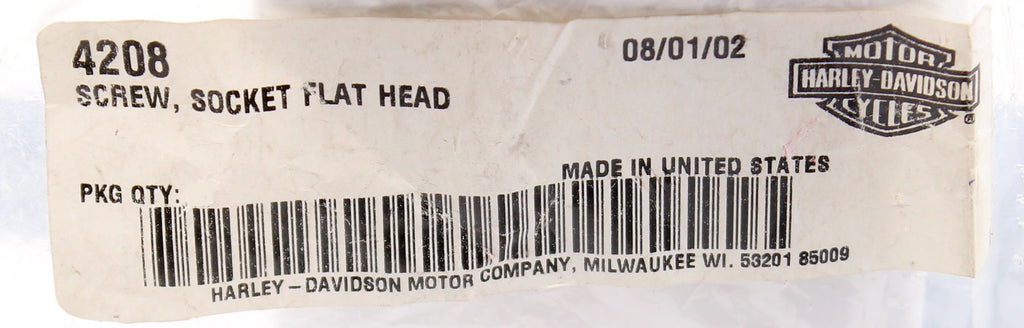 4208
08/01/02
SCREW, SOCKET FLAT HEAD
MOTOR
HARLEY-DAVIDSON
CYCLES
®
MADE IN UNITED STATES
PKG QTY:
HARLEY-DAVIDSON MOTOR COMPANY, MILWAUKEE WI. 53201 85009